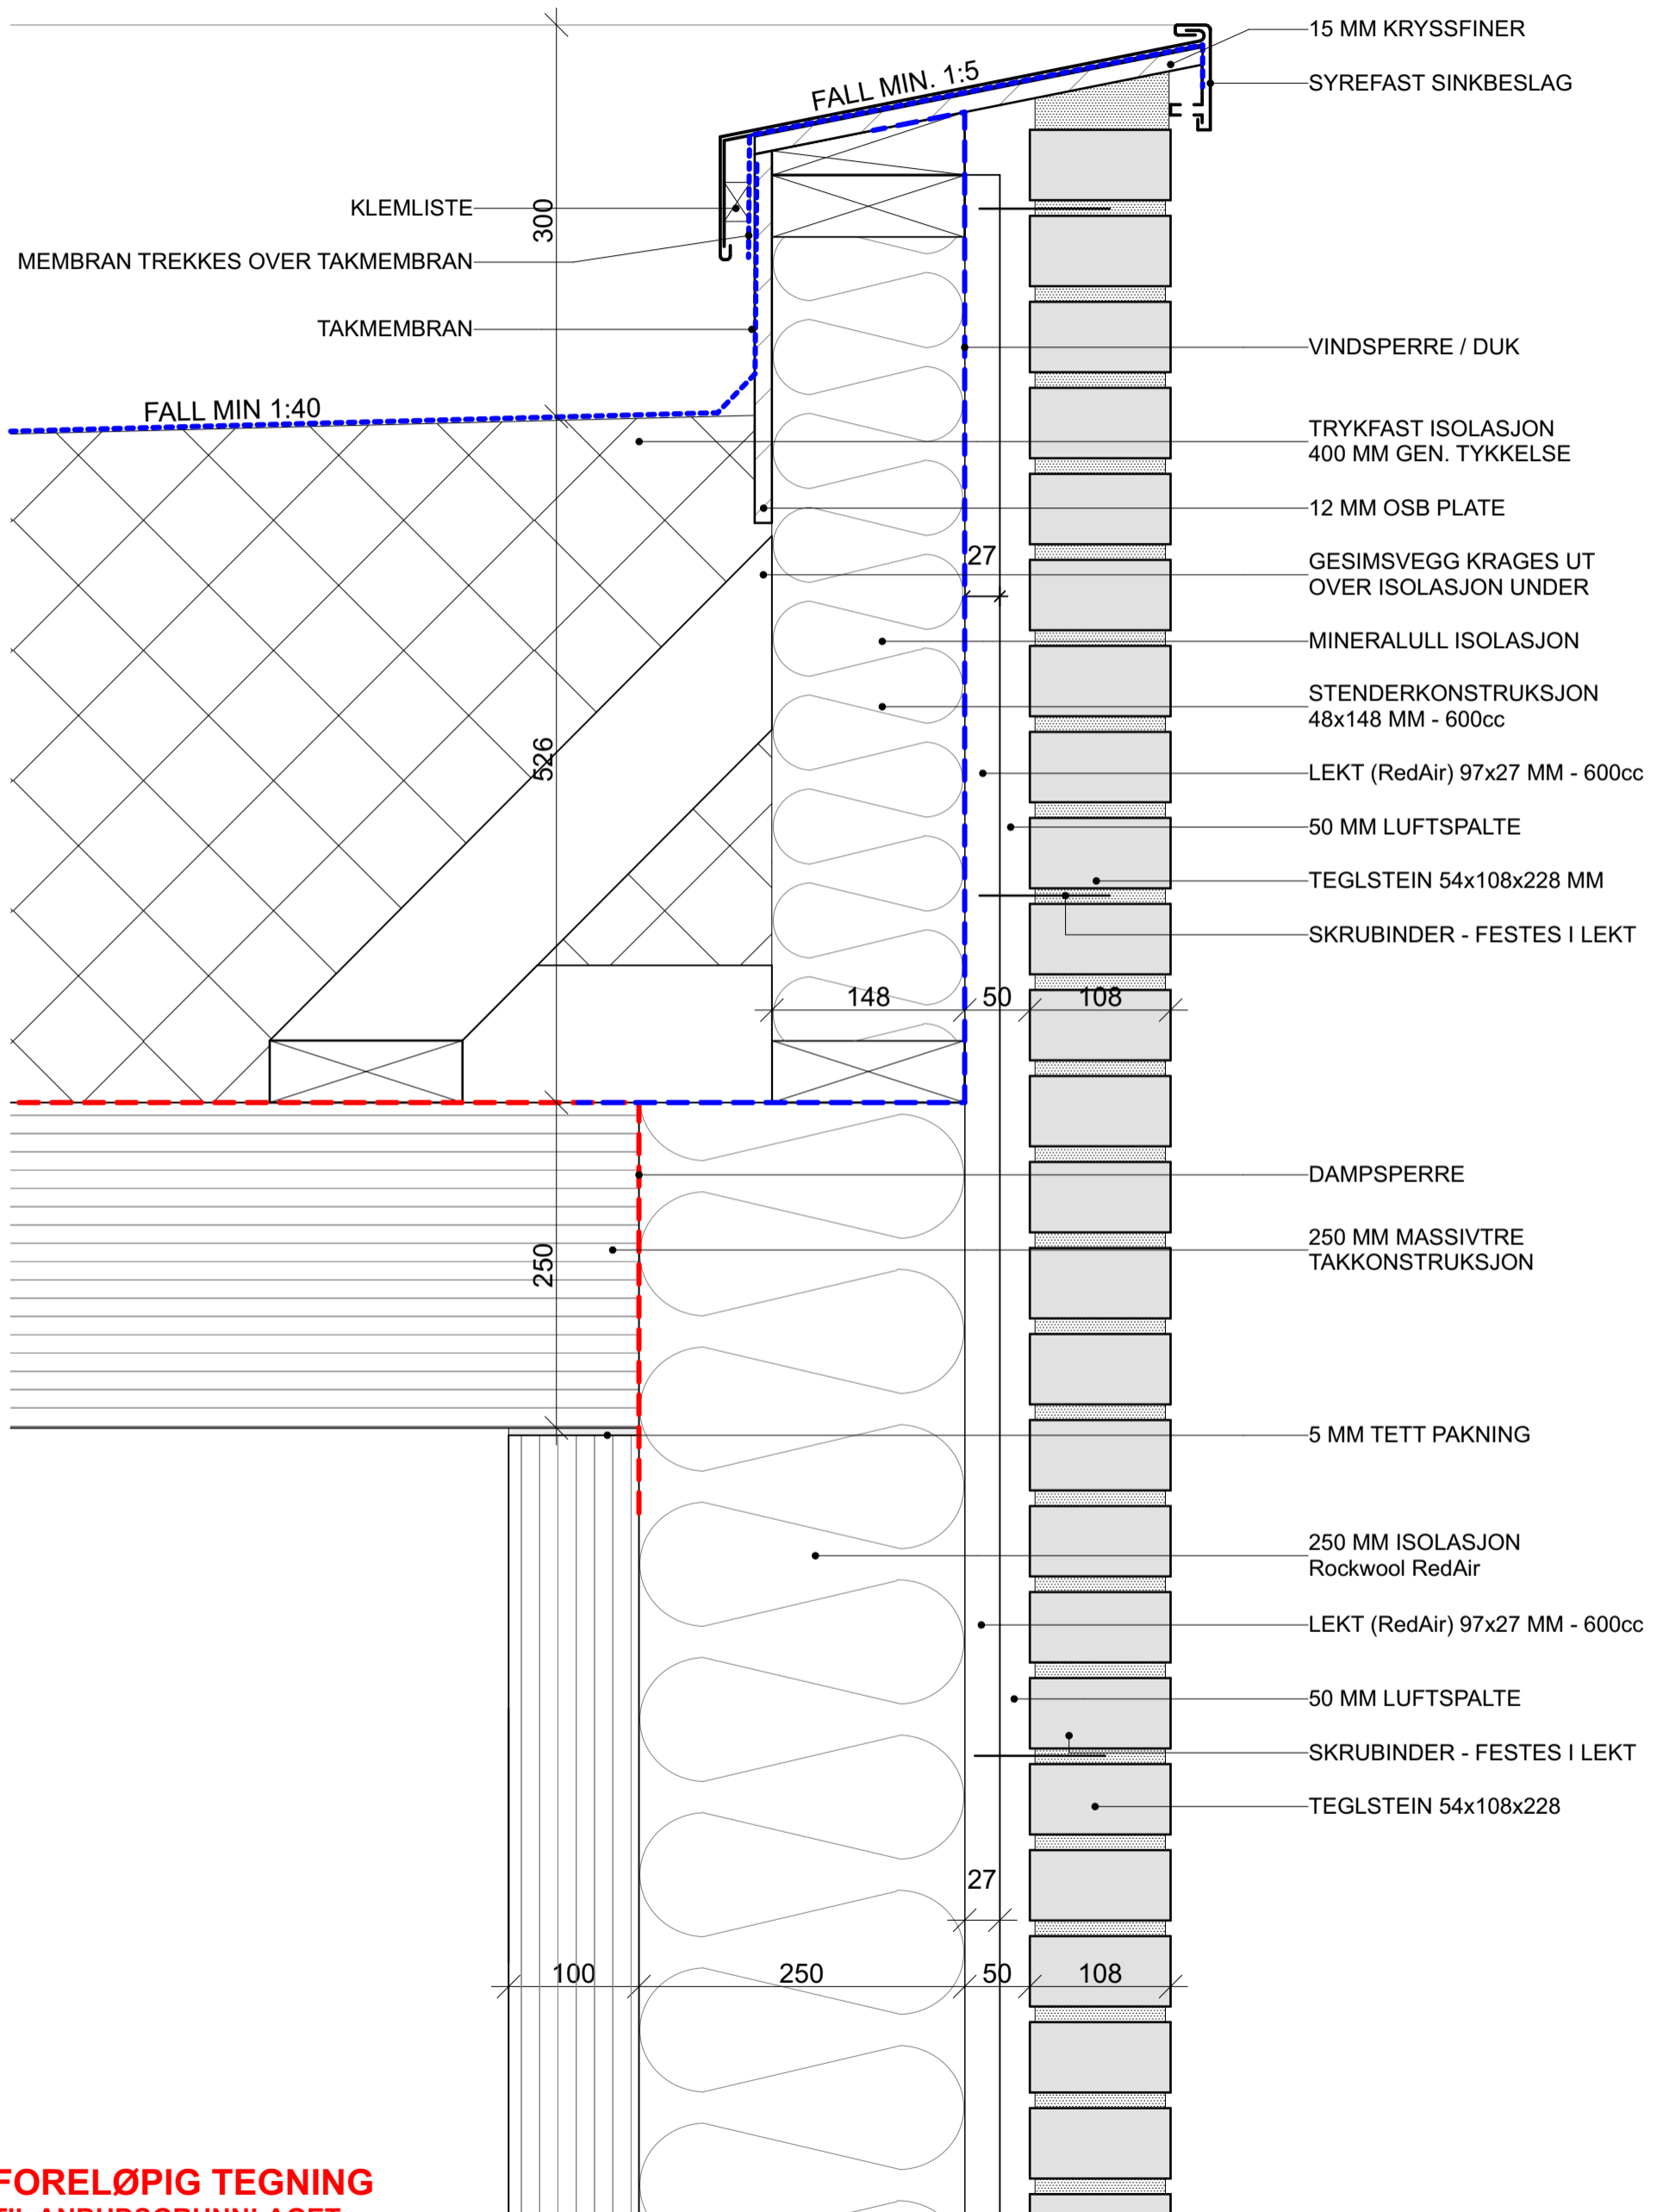 15 MM KRYSSFINER
SYREFAST SINKBESLAG
FALL MIN. 1:5
KLEMLISTE
300
MEMBRAN TREKKES OVER TAKMEMBRAN
TAKMEMBRAN
VINDSPERRE / DUK
FALL MIN 1:40
TRYKFAST ISOLASJON
400 MM GEN. TYKKELSE
12 MM OSB PLATE
27
GESIMSVEGG KRAGES UT
OVER ISOLASJON UNDER
MINERALULL ISOLASJON
STENDERKONSTRUKSJON
48x148 MM - 600cc
526
LEKT (RedAir) 97x27 MM - 600cc
50 MM LUFTSPALTE
TEGLSTEIN 54x108x228 MM
SKRUBINDER - FESTES I LEKT
148 50 108
DAMPSPERRE
250 MM MASSIVTRE
TAKKONSTRUKSJON
250
5 MM TETT PAKNING
250 MM ISOLASJON
Rockwool RedAir
LEKT (RedAir) 97x27 MM - 600cc
50 MM LUFTSPALTE
SKRUBINDER - FESTES I LEKT
TEGLSTEIN 54x108x228
27
100 250 50 108
FORELØPIG TEGNING